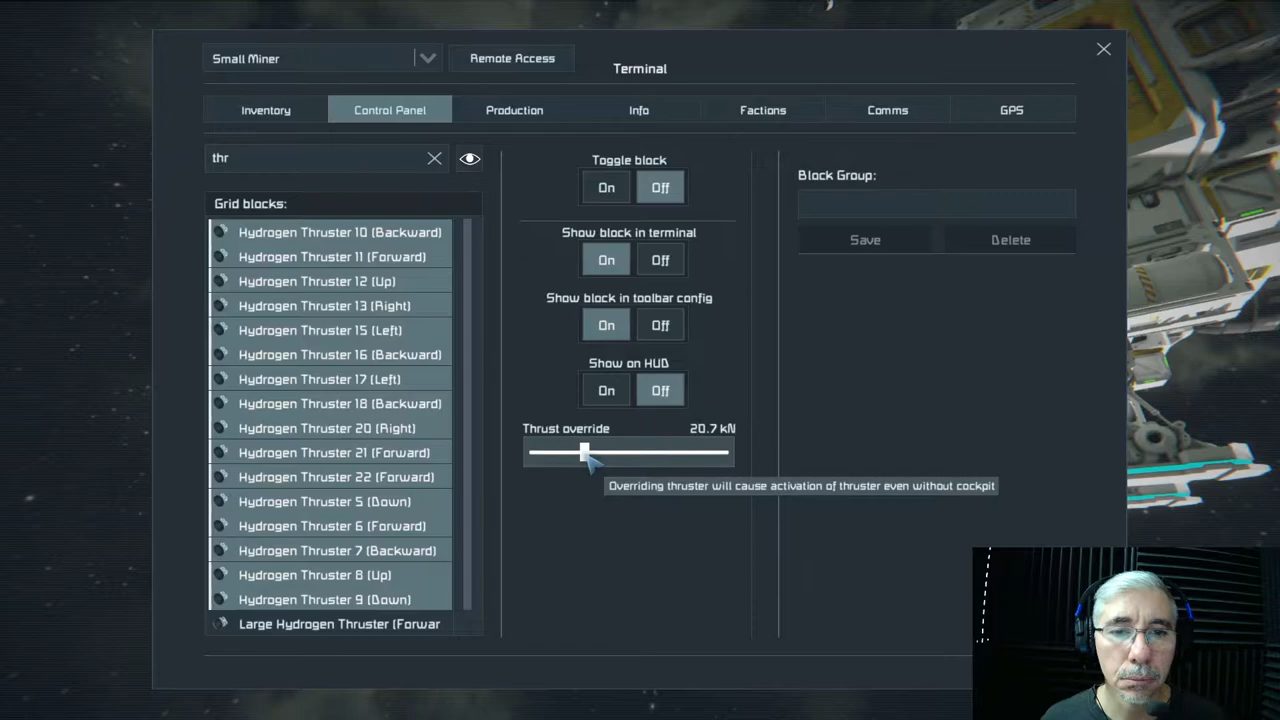 Small Miner
Remote Access
Terminal
Inventory
Control Panel
Production
Info
Factions
Comms
GPS
thr
Grid blocks:
Hydrogen Thruster 10 (Backward)
Hydrogen Thruster 11 (Forward)
Hydrogen Thruster 12 (Up)
Hydrogen Thruster 13 (Right)
Hydrogen Thruster 15 (Left)
Hydrogen Thruster 16 (Backward)
Hydrogen Thruster 17 (Left)
Hydrogen Thruster 18 (Backward)
Hydrogen Thruster 20 (Right)
Hydrogen Thruster 21 (Forward)
Hydrogen Thruster 22 (Forward)
Hydrogen Thruster 5 (Down)
Hydrogen Thruster 6 (Forward)
Hydrogen Thruster 7 (Backward)
Hydrogen Thruster 8 (Up)
Hydrogen Thruster 9 (Down)
Large Hydrogen Thruster (Forwar
Toggle block
On Off
Show block in terminal
On Off
Show block in toolbar config
On Off
Show on HUD
On Off
Thrust override 20.7 kN
Overriding thruster will cause activation of thruster even without cockpit
Block Group:
Save
Delete